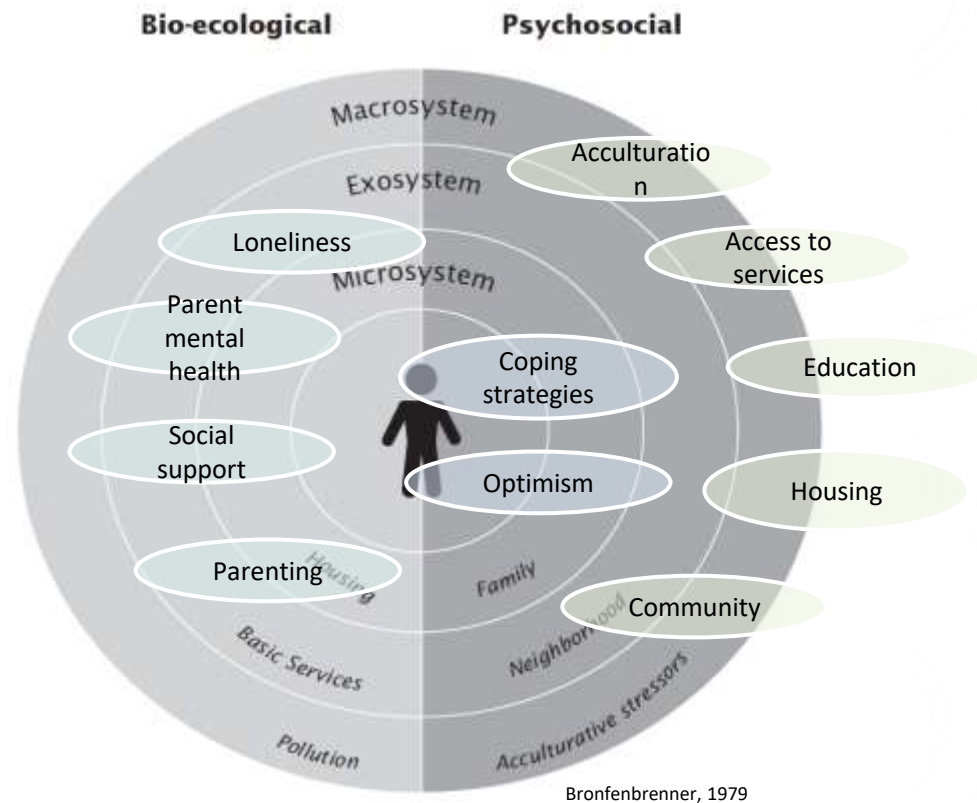 Bio-ecological
Psychosocial
Macrosystem
Acculturatio
n
Exosystem
Loneliness
Access to
services
Microsystem
Parent
mental
health
Coping
strategies
Education
Social
support
Optimism
Housing
Parenting
Housing
Family
Community
Neighborhood
Basic Services
Acculturative stressors
Pollution
Bronfenbrenner, 1979